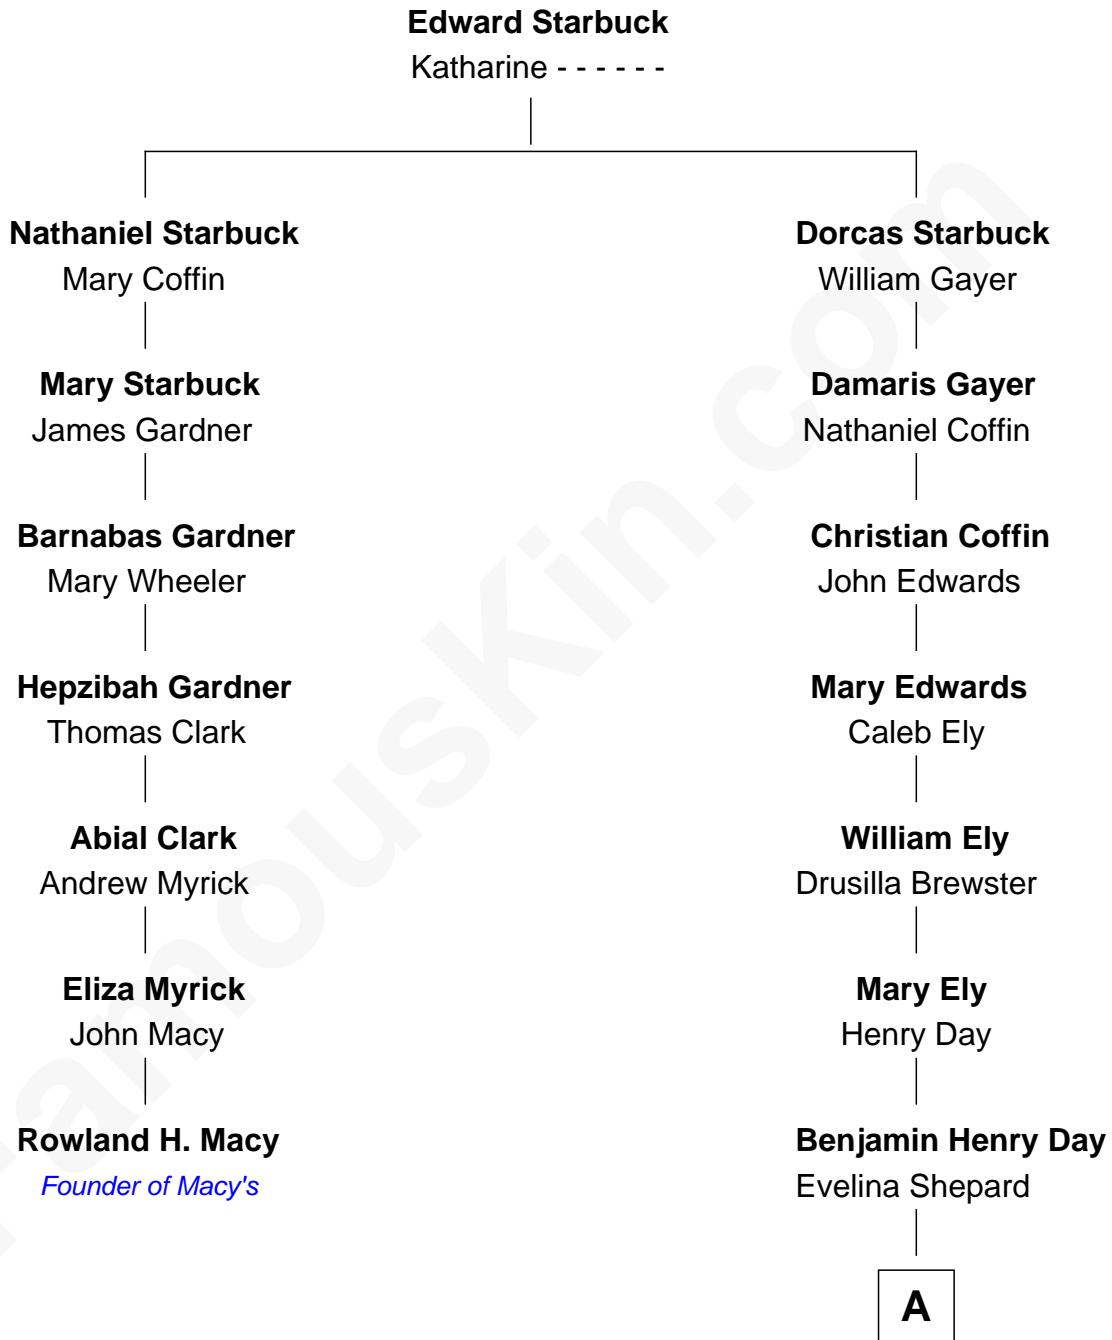 Edward Starbuck
Katharine - - - - - -
Nathaniel Starbuck
Mary Coffin
Dorcas Starbuck
William Gayer
Mary Starbuck
James Gardner
Damaris Gayer
Nathaniel Coffin
Barnabas Gardner
Mary Wheeler
Christian Coffin
John Edwards
Hepzibah Gardner
Thomas Clark
Mary Edwards
Caleb Ely
Abial Clark
Andrew Myrick
William Ely
Drusilla Brewster
Eliza Myrick
John Macy
Mary Ely
Henry Day
Rowland H. Macy
Founder of Macy's
Benjamin Henry Day
Evelina Shepard
A
FamousKin.com